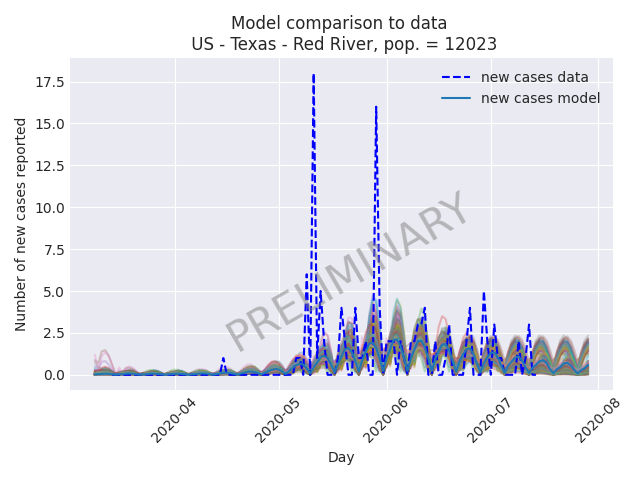 Model comparison to data
US - Texas - Red River, pop. = 12023
new cases data
new cases model
Number of new cases reported
17.5
15.0
12.5
10.0
7.5
5.0
2.5
0.0
PRELIMINARY
2020-04
2020-05
2020-06
2020-07
2020-08
Day